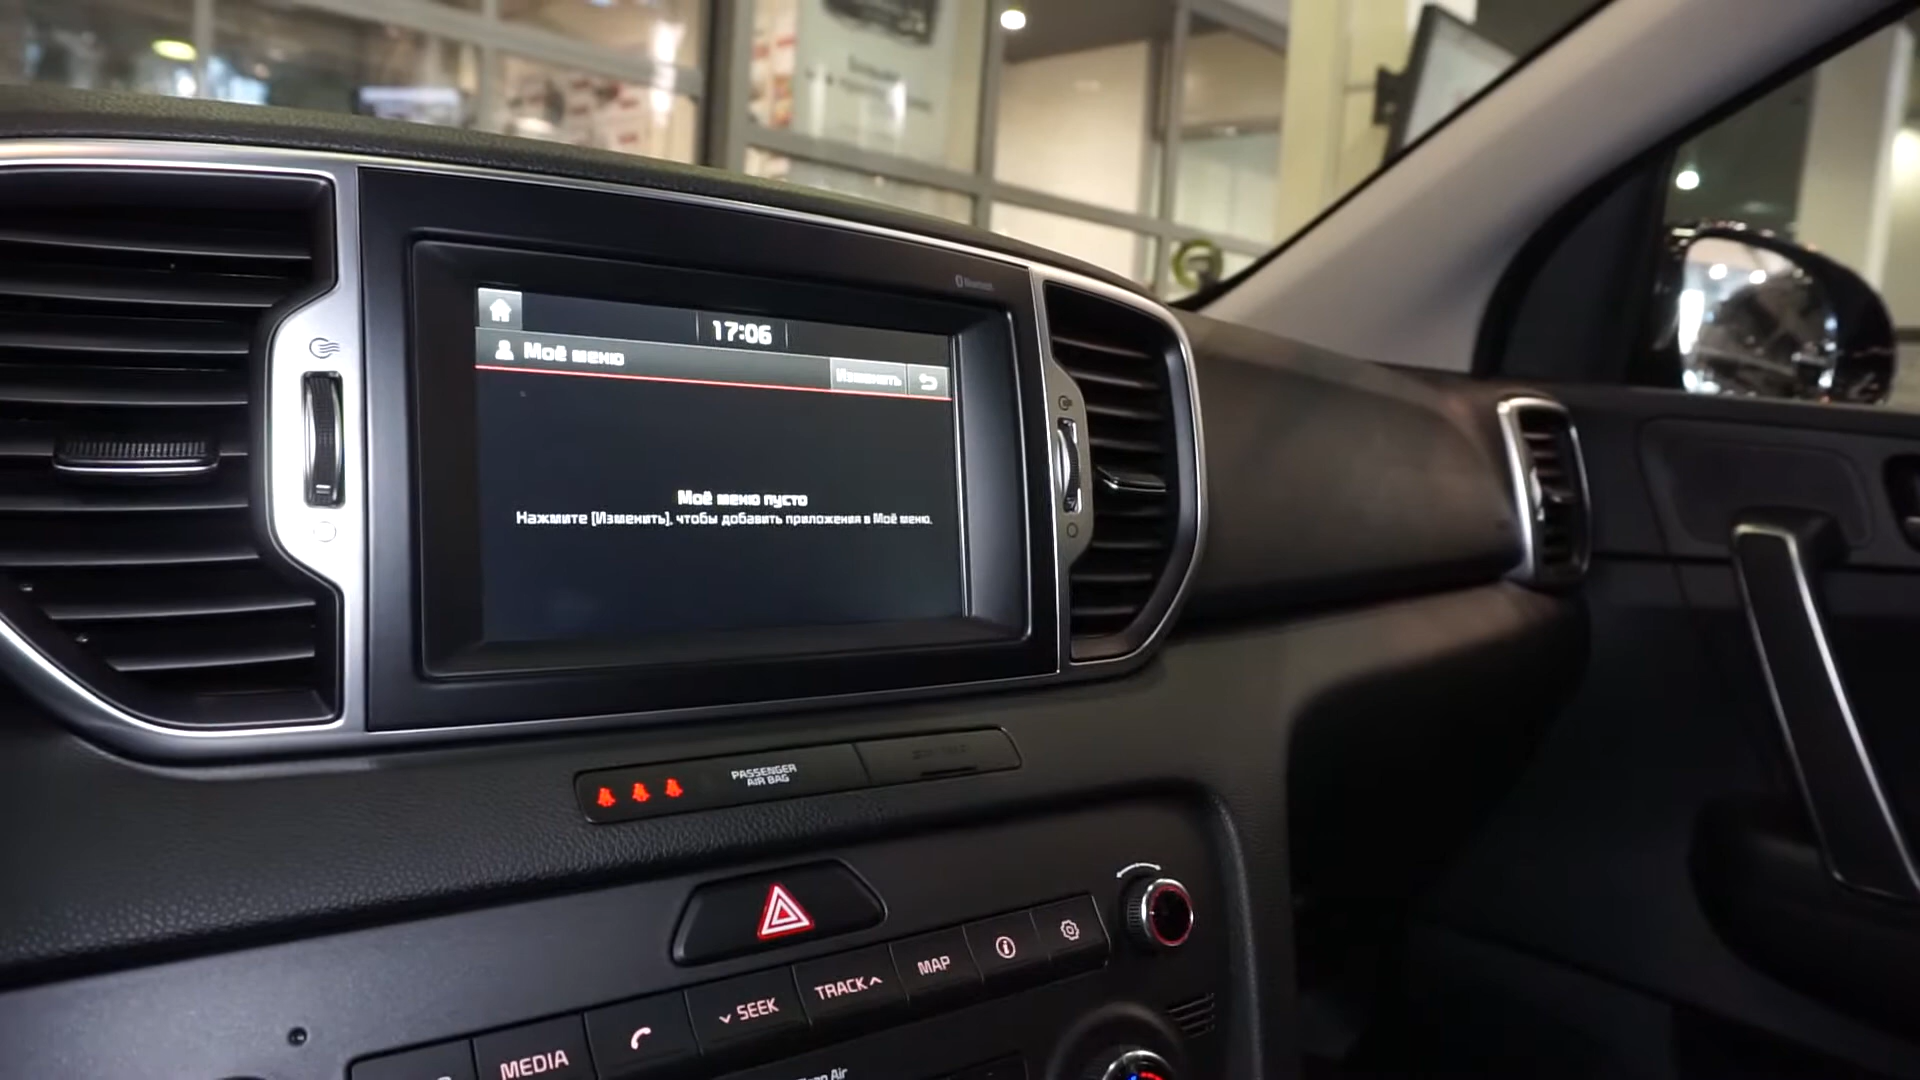 Bluetooth
17:06
Моё меню
Изменить
Моё меню пусто
Нажмите [Изменить], чтобы добавить приложения в Моё меню.
PASSENGER
AIR BAG
MEDIA
SEEK
TRACK
MAP